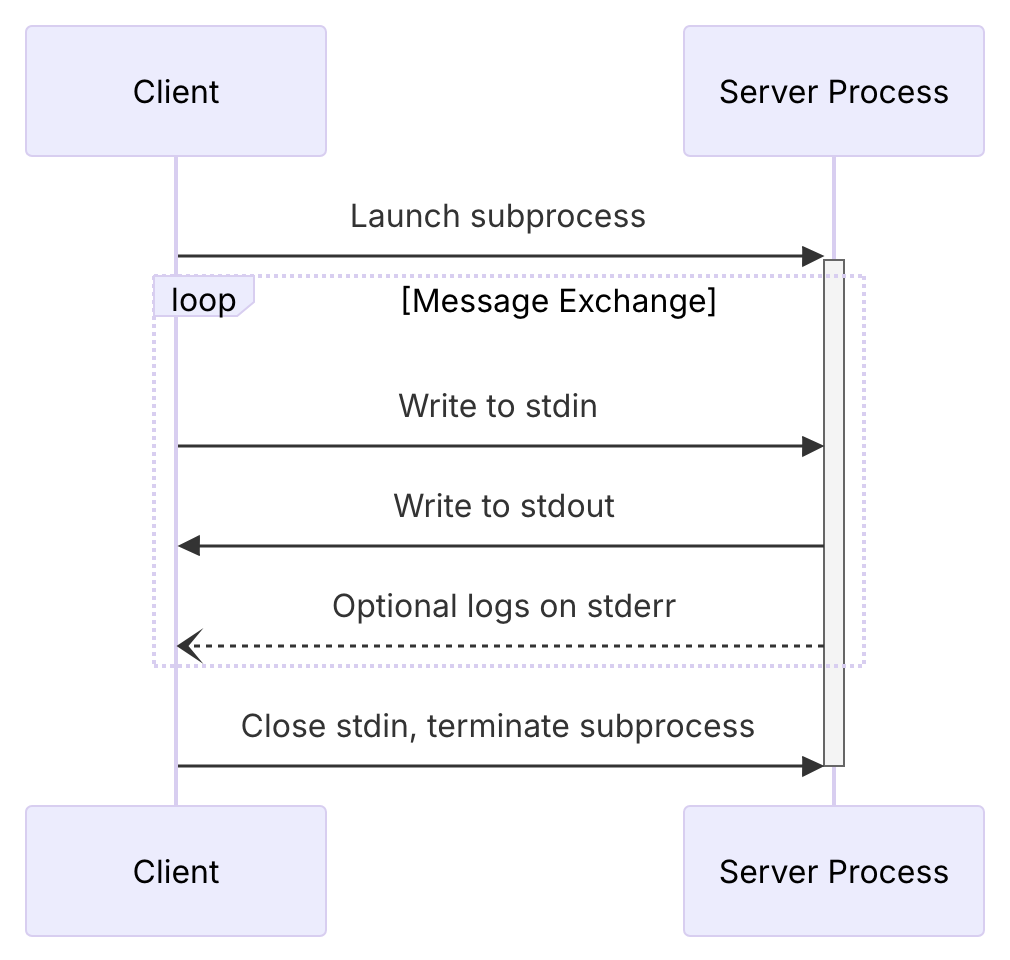 Client
Server Process
Launch subprocess
loop
[Message Exchange]
Write to stdin
Write to stdout
Optional logs on stderr
Close stdin, terminate subprocess
Client
Server Process